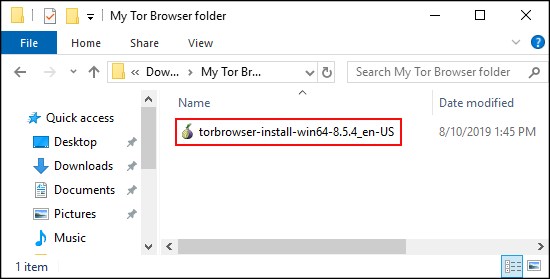 My Tor Browser folder
File Home Share View
« Dow... My Tor Br... Search My Tor Browser folder
Name Date modified
Quick access
torbrowser-install-win64-8.5.4_en-US 8/10/2019 1:45 PM
Desktop
Downloads
Documents
Pictures
Music
1 item